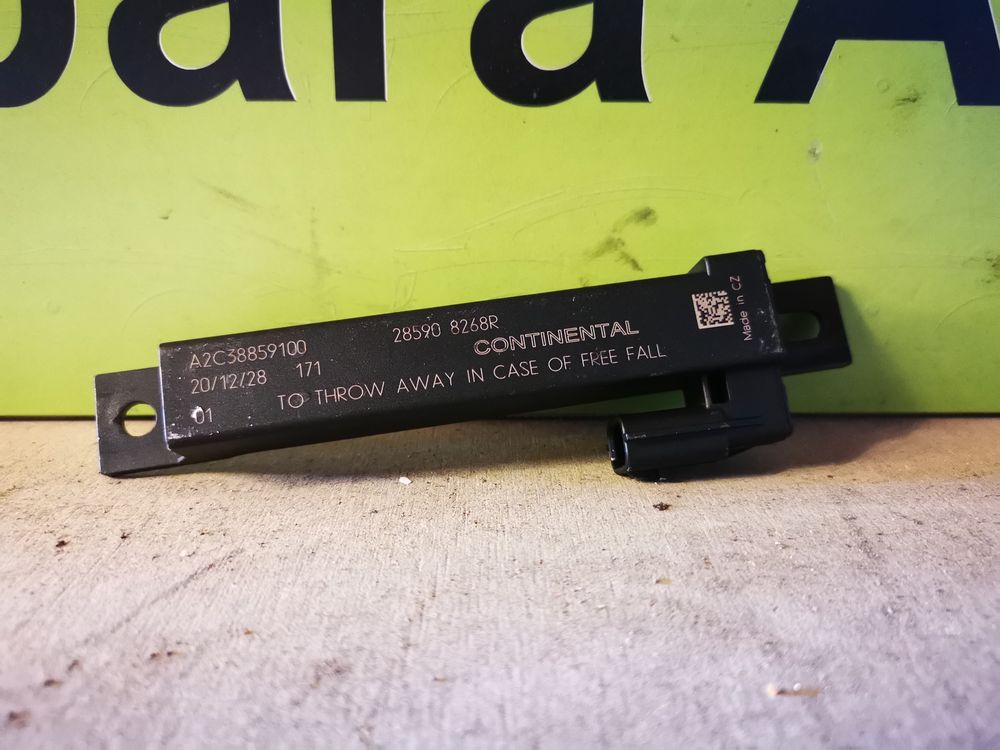 para A
A2C38859100
28590 8268R
20/12/28 171
CONTINENTAL
01
TO THROW AWAY IN CASE OF FREE FALL
Made in CZ